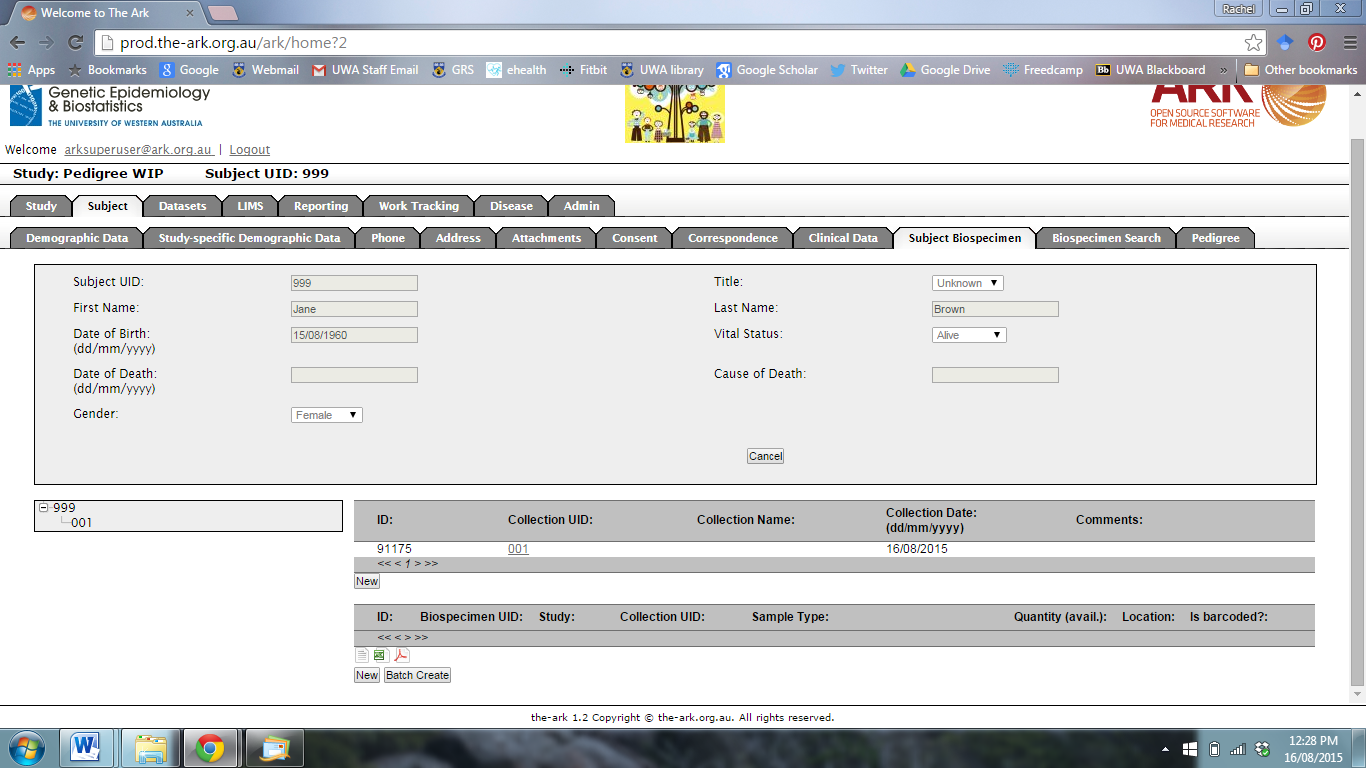 Welcome to The Ark
Rachel
prod.the-ark.org.au/ark/home?2
Apps Bookmarks Google Webmail UWA Staff Email GRS ehealth Fitbit UWA library Google Scholar Twitter Google Drive Freedcamp Bb UWA Blackboard » Other bookmarks
Genetic Epidemiology
& Biostatistics
THE UNIVERSITY OF WESTERN AUSTRALIA
ARK
OPEN SOURCE SOFTWARE
FOR MEDICAL RESEARCH
Welcome arksuperuser@ark.org.au | Logout
Study: Pedigree WIP Subject UID: 999
Study Subject Datasets LIMS Reporting Work Tracking Disease Admin
Demographic Data Study-specific Demographic Data Phone Address Attachments Consent Correspondence Clinical Data Subject Biospecimen Biospecimen Search Pedigree
Subject UID: 999 Title: Unknown
First Name: Jane Last Name: Brown
Date of Birth: 15/08/1960 Vital Status: Alive
(dd/mm/yyyy)
Date of Death: Cause of Death:
(dd/mm/yyyy)
Gender: Female
Cancel
999
001
ID: Collection UID: Collection Name: Collection Date: Comments:
(dd/mm/yyyy)
91175 001 16/08/2015
<< < 1 > >>
New
ID: Biospecimen UID: Study: Collection UID: Sample Type: Quantity (avail.): Location: Is barcoded?:
<< < > >>
New Batch Create
the-ark 1.2 Copyright © the-ark.org.au. All rights reserved.
12:28 PM
16/08/2015